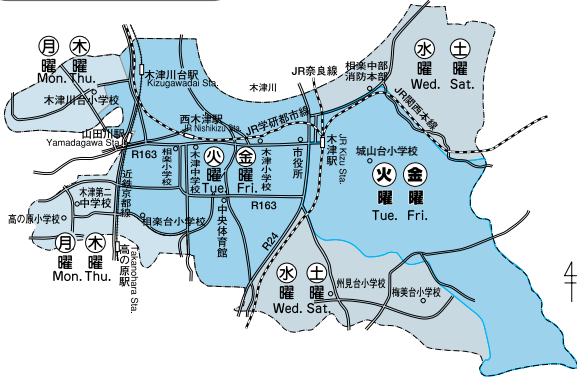 月曜 木曜
Mon. Thu.
木津川台小学校
木津川台駅
Kizugawadai Sta.
木津川
JR奈良線
相楽中部
消防本部
水曜 土曜
Wed. Sat.
JR関西本線
山田川駅
Yamadagawa Sta.
西木津駅
JR Nishikizu Sta.
JR学研都市線
R163
相楽小学校
木津中学校
火曜 金曜
Tue. Fri.
木津小学校
市役所
木津駅
JR Kizu Sta.
城山台小学校
火曜 金曜
Tue. Fri.
近鉄京都線
木津第二
中学校
高の原小学校
相楽台小学校
中央体育館
R163
R24
月曜 木曜
Mon. Thu.
高の原駅
Takanohara Sta.
水曜 土曜
Wed. Sat.
州見台小学校
梅美台小学校